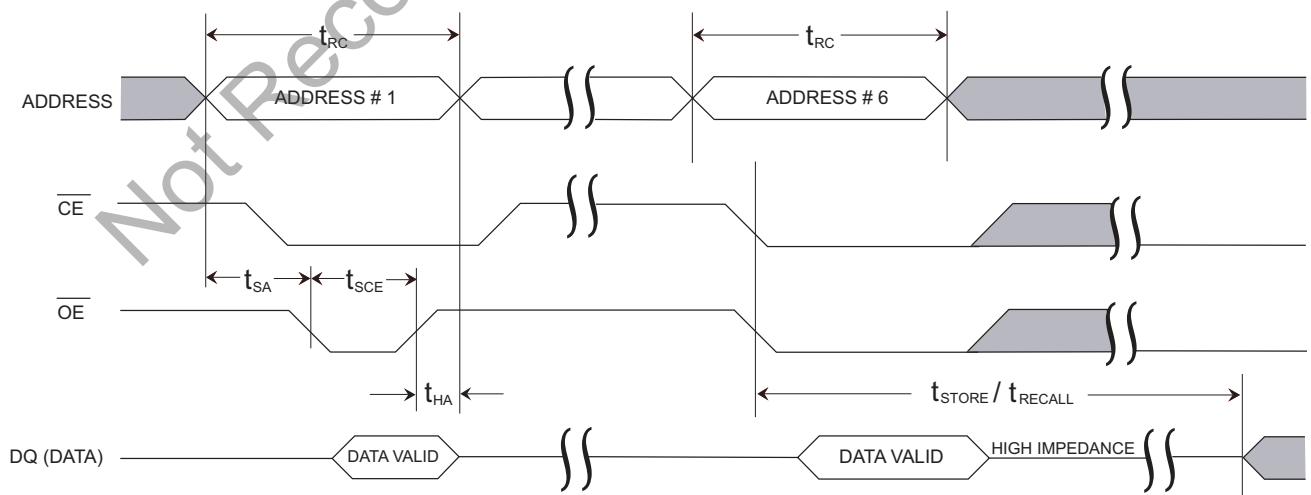 tRC
tRC
ADDRESS
ADDRESS # 1
ADDRESS # 6
CE
tSA
tSCE
OE
tHA
tSTORE / tRECALL
DQ (DATA)
DATA VALID
DATA VALID
HIGH IMPEDANCE
Not Reco